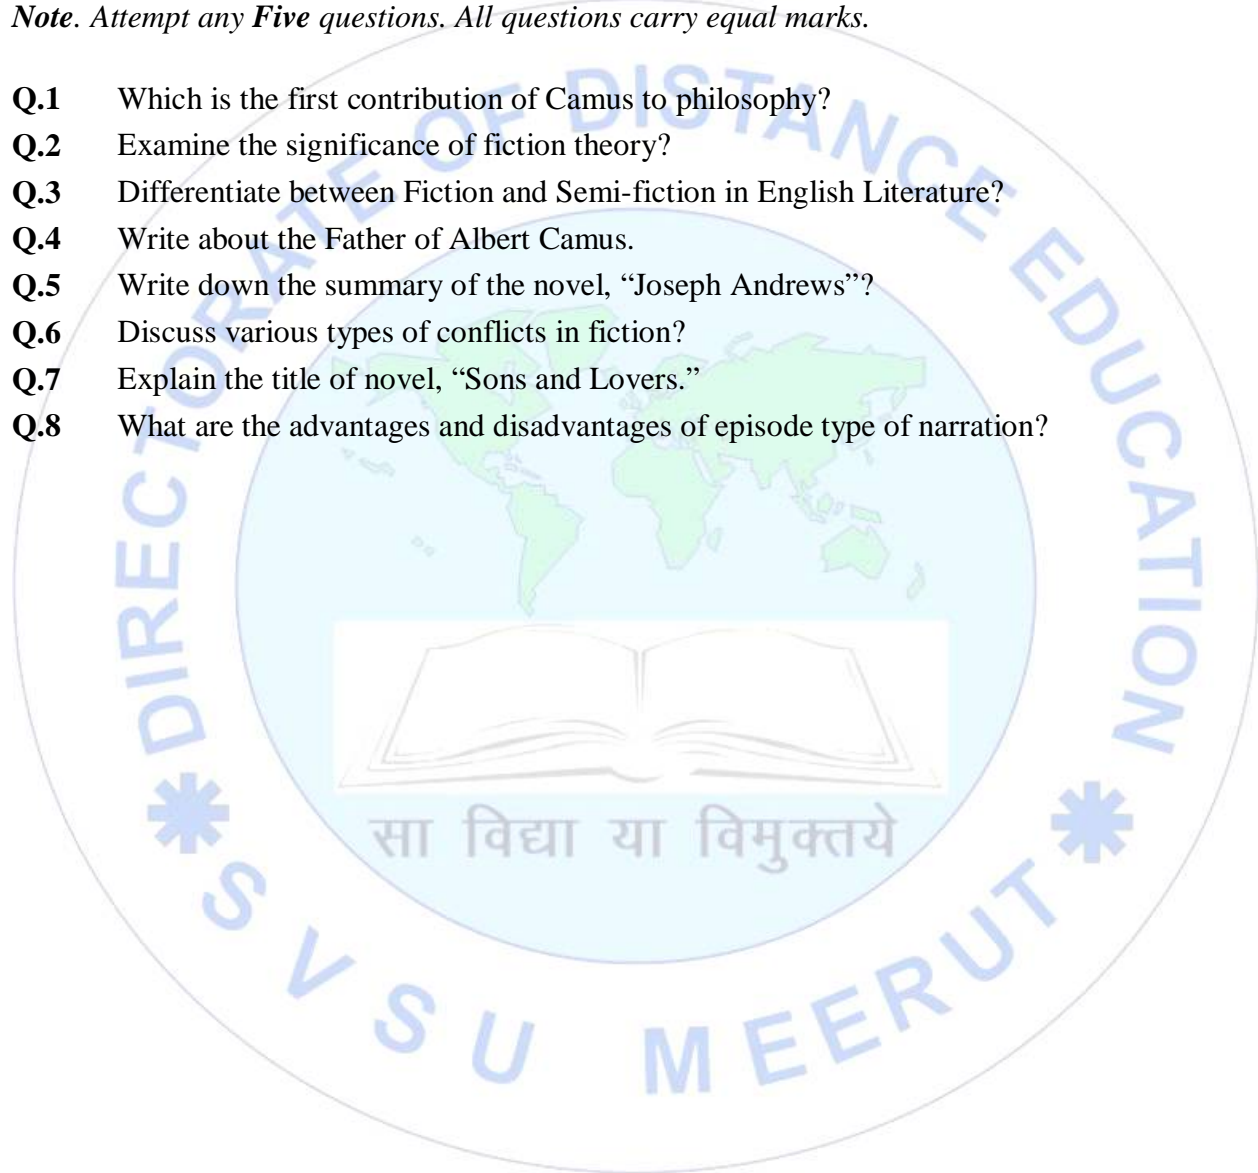 Note. Attempt any Five questions. All questions carry equal marks.
Q.1 Which is the first contribution of Camus to philosophy?
Q.2 Examine the significance of fiction theory?
Q.3 Differentiate between Fiction and Semi-fiction in English Literature?
Q.4 Write about the Father of Albert Camus.
Q.5 Write down the summary of the novel, “Joseph Andrews”?
Q.6 Discuss various types of conflicts in fiction?
Q.7 Explain the title of novel, “Sons and Lovers.”
Q.8 What are the advantages and disadvantages of episode type of narration?
DIRECTORATE OF DISTANCE EDUCATION
सा विद्या या विमुक्तये
SVSU MEERUT